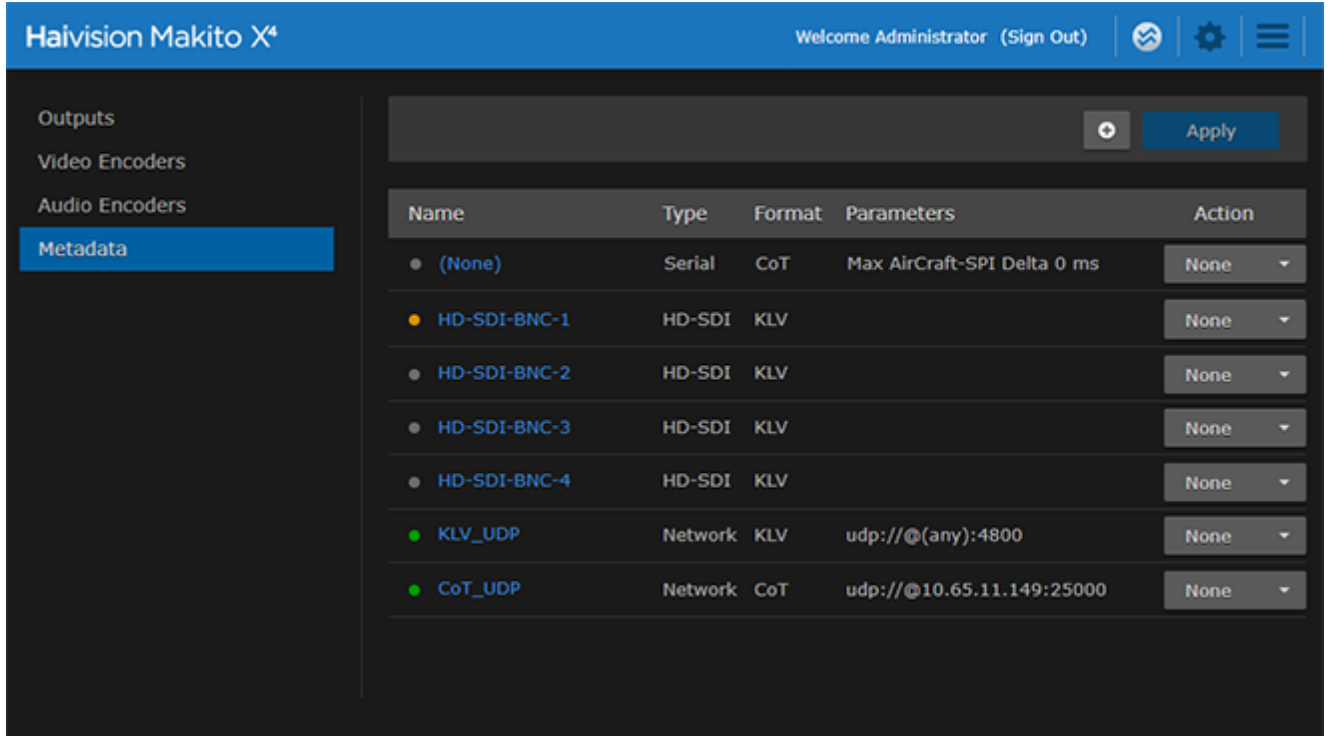 Haivision Makito X⁴ Welcome Administrator (Sign Out)
Outputs
Video Encoders
Audio Encoders
Metadata
Apply
Name Type Format Parameters Action
(None) Serial CoT Max AirCraft-SPI Delta 0 ms None
HD-SDI-BNC-1 HD-SDI KLV None
HD-SDI-BNC-2 HD-SDI KLV None
HD-SDI-BNC-3 HD-SDI KLV None
HD-SDI-BNC-4 HD-SDI KLV None
KLV_UDP Network KLV udp://@(any):4800 None
CoT_UDP Network CoT udp://@10.65.11.149:25000 None